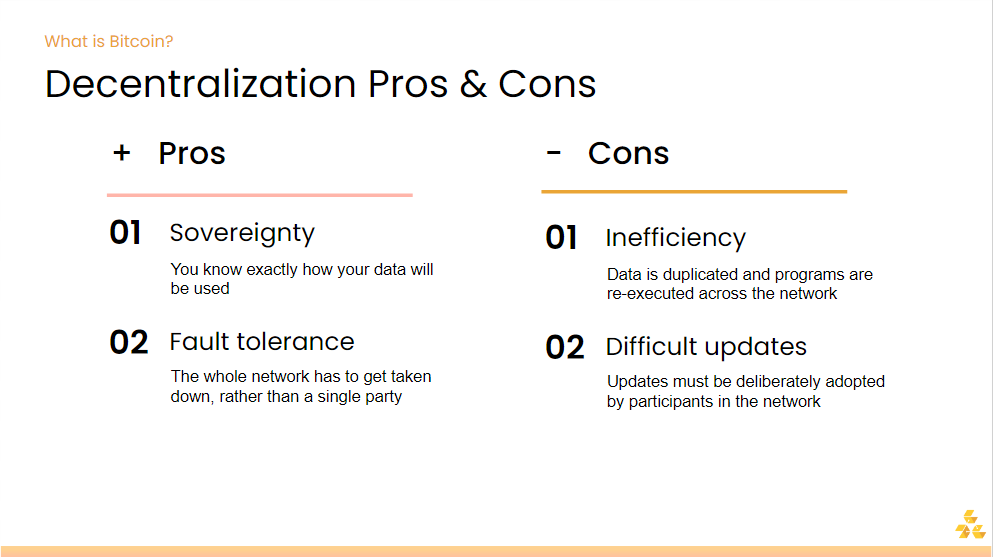 What is Bitcoin?
Decentralization Pros & Cons
+ Pros
01 Sovereignty
You know exactly how your data will
be used
02 Fault tolerance
The whole network has to get taken
down, rather than a single party
- Cons
01 Inefficiency
Data is duplicated and programs are
re-executed across the network
02 Difficult updates
Updates must be deliberately adopted
by participants in the network